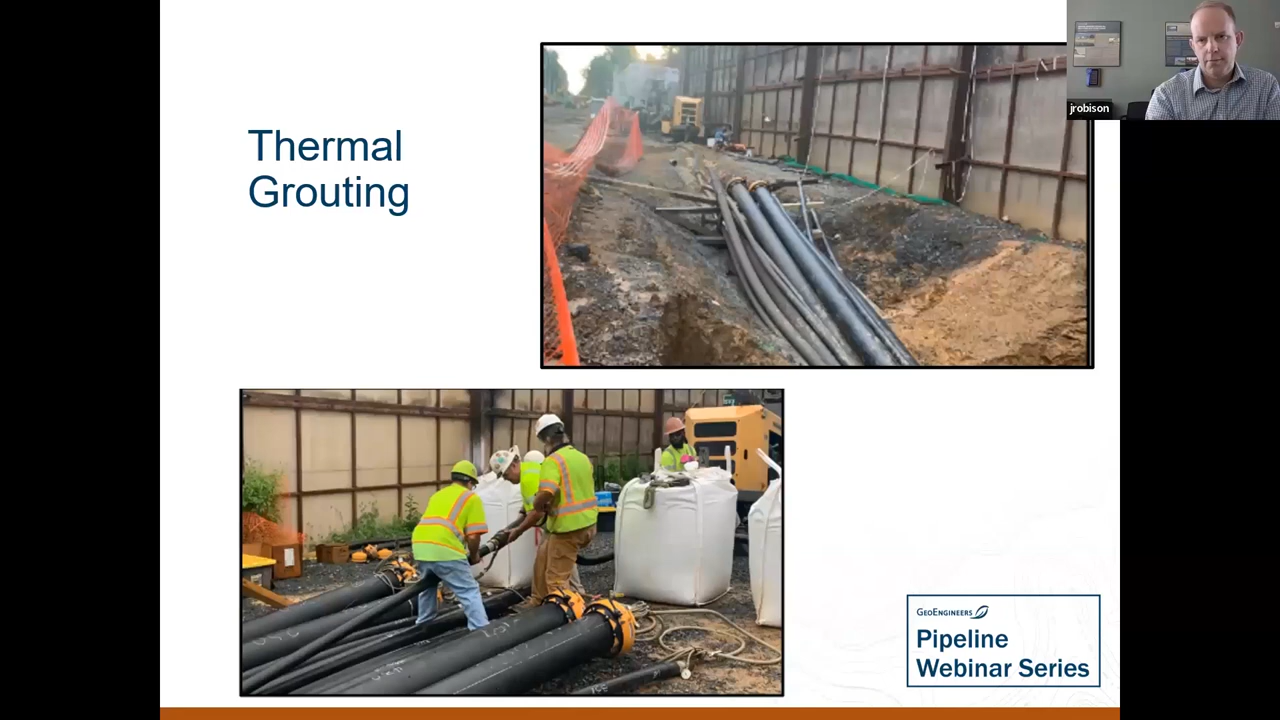 Thermal
Grouting
jrobison
GEOENGINEERS
Pipeline
Webinar Series